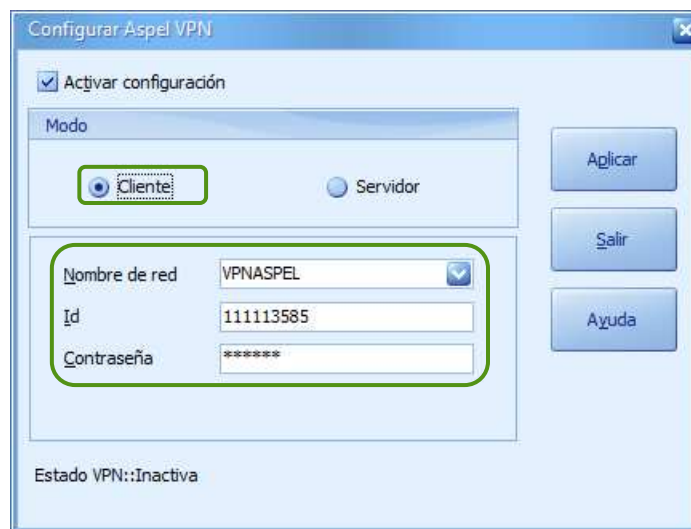 Configurar Aspel VPN
Activar configuración
Modo
Cliente
Servidor
Nombre de red
VPNASPEL
Id
111113585
Contraseña
******
Aplicar
Salir
Ayuda
Estado VPN::Inactiva